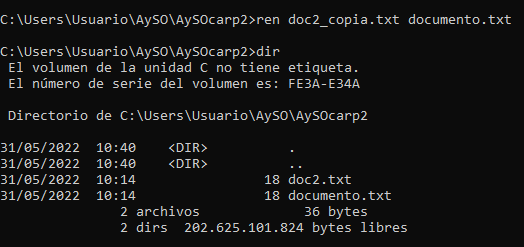 C:\Users\Usuario\AySO\AySOcarp2>ren doc2_copia.txt documento.txt
C:\Users\Usuario\AySO\AySOcarp2>dir
El volumen de la unidad C no tiene etiqueta.
El número de serie del volumen es: FE3A-E34A
Directorio de C:\Users\Usuario\AySO\AySOcarp2
31/05/2022  10:40    <DIR>          .
31/05/2022  10:40    <DIR>          ..
31/05/2022  10:14                18 doc2.txt
31/05/2022  10:14                18 documento.txt
2 archivos             36 bytes
2 dirs  202.625.101.824 bytes libres